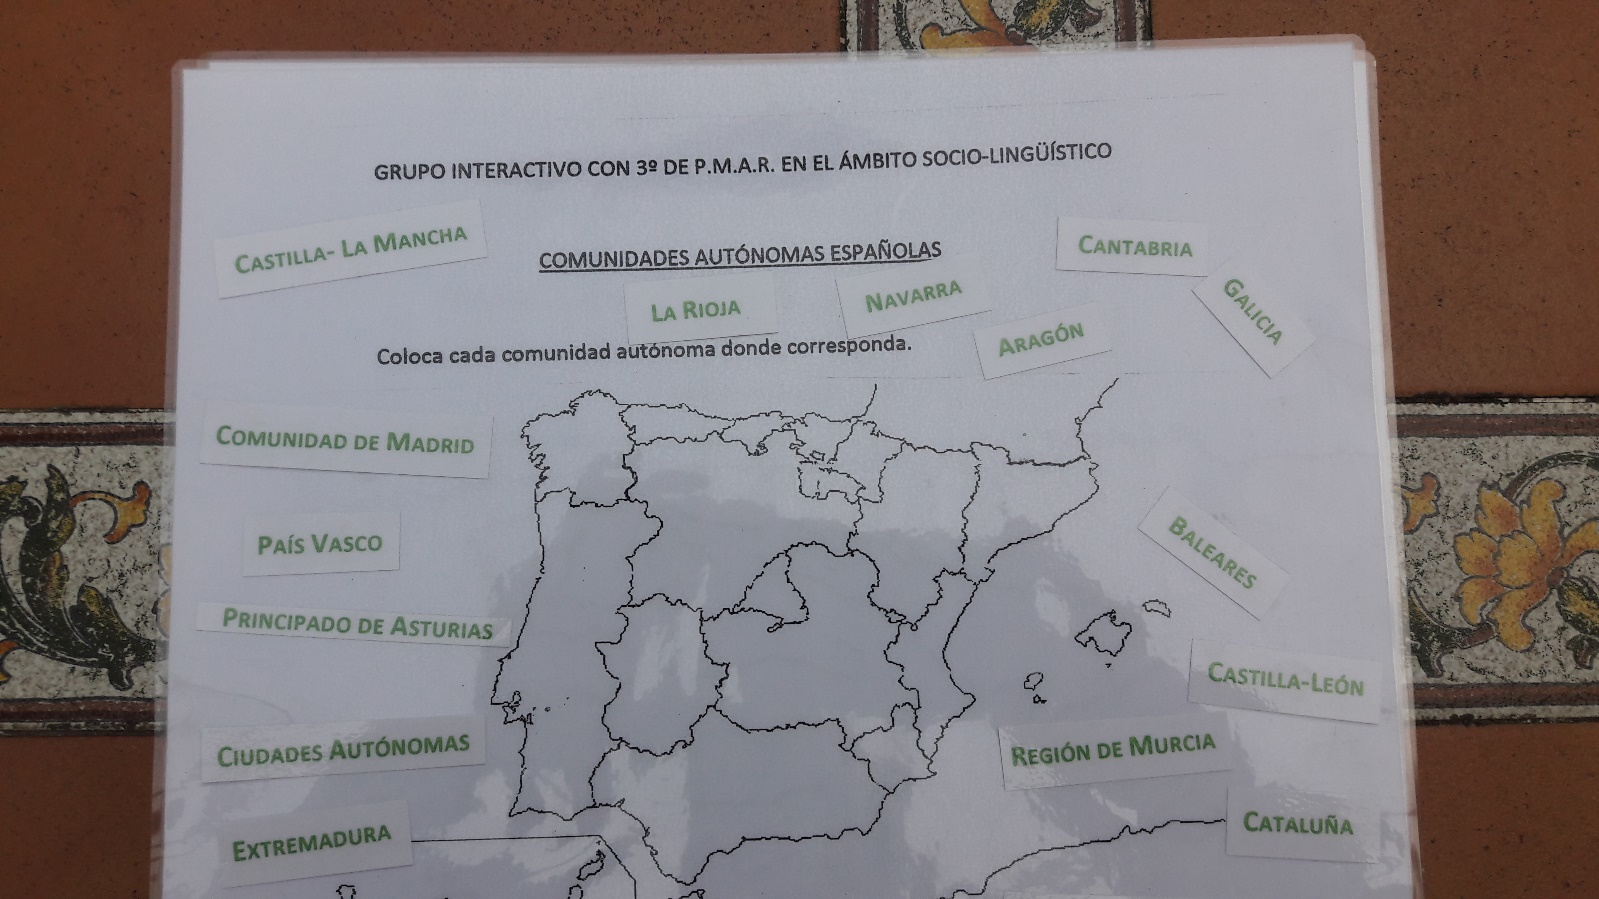 GRUPO INTERACTIVO CON 3º DE P.M.A.R. EN EL ÁMBITO SOCIO-LINGÜÍSTICO
CASTILLA- LA MANCHA
COMUNIDADES AUTÓNOMAS ESPAÑOLAS
CANTABRIA
LA RIOJA
NAVARRA
GALICIA
ARAGÓN
Coloca cada comunidad autónoma donde corresponda.
COMUNIDAD DE MADRID
PAÍS VASCO
BALEARES
PRINCIPADO DE ASTURIAS
CASTILLA-LEÓN
CIUDADES AUTÓNOMAS
REGIÓN DE MURCIA
EXTREMADURA
CATALUÑA